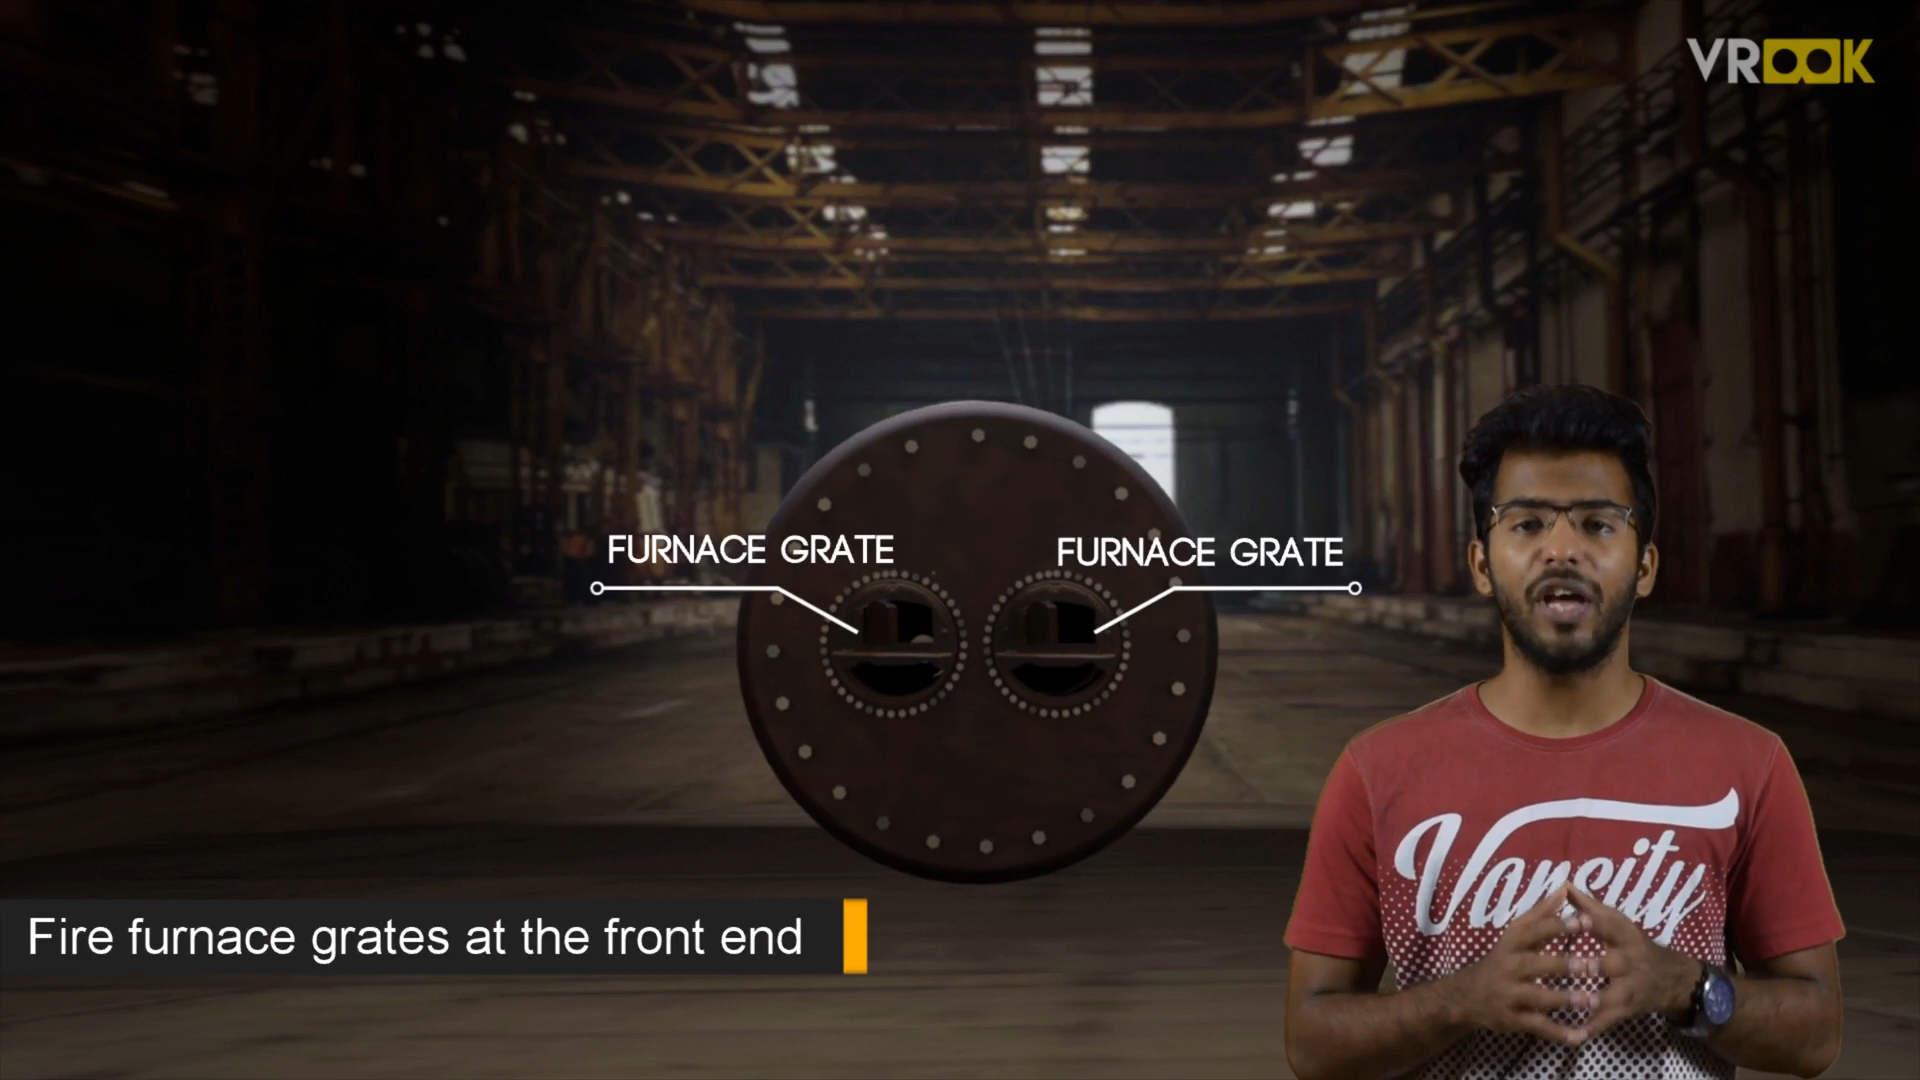 VROOK
FURNACE GRATE
FURNACE GRATE
Varsity
Fire furnace grates at the front end